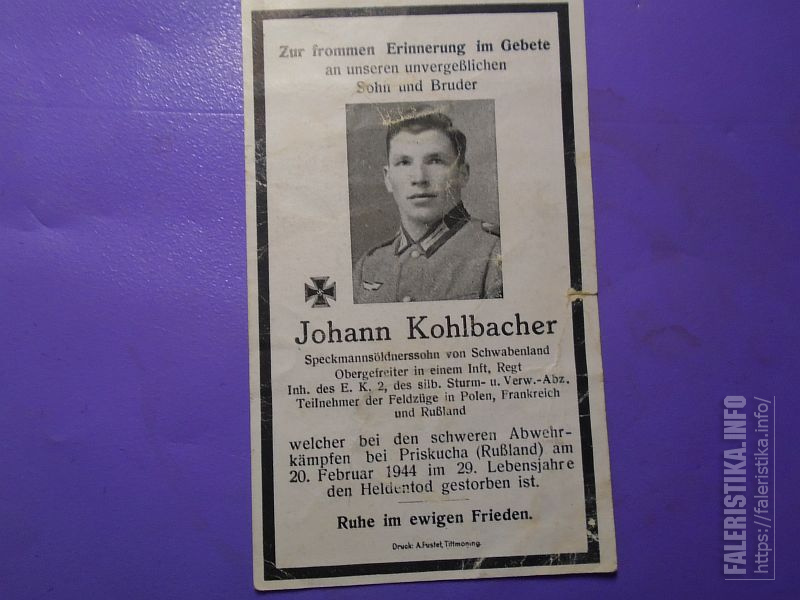 Zur frommen Erinnerung im Gebete
an unseren unvergeßlichen
Sohn und Bruder
Johann Kohlbacher
Speckmannsöldnerssohn von Schwabenland
Obergefreiter in einem Inft, Regt
Inh. des E. K. 2, des silb. Sturm- u. Verw.-Abz.
Teilnehmer der Feldzüge in Polen, Frankreich
und Rußland
welcher bei den schweren Abwehr-
kämpfen bei Priskucha (Rußland) am
20. Februar 1944 im 29. Lebensjahre
den Heldentod gestorben ist.
Ruhe im ewigen Frieden.
Druck: A. Pustet, Tittmoning.
FALERISTIKA.INFO
https://faleristika.info/